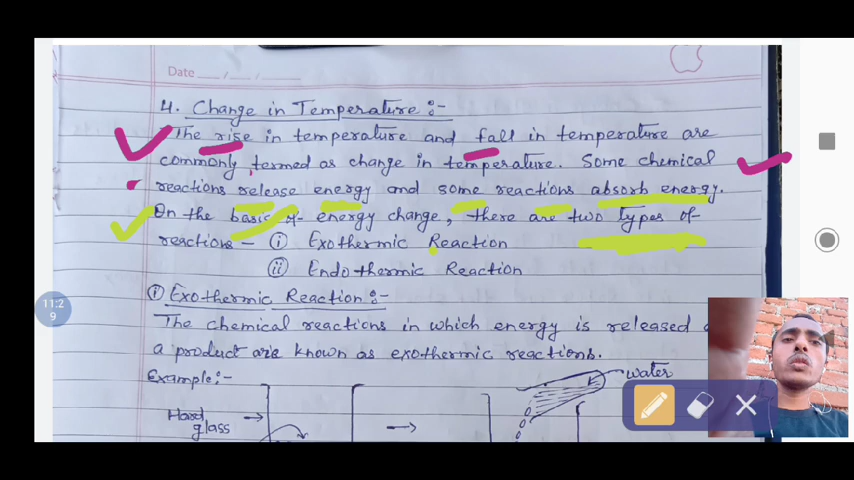 Date __/__/__
4. Change in Temperature :-
The rise in temperature and fall in temperature are
commonly termed as change in temperature. Some chemical
reactions release energy and some reactions absorb energy.
On the basic of energy change, there are two types of
reactions - (i) Exothermic Reaction
(ii) Endothermic Reaction
(i) Exothermic Reaction :-
The chemical reactions in which energy is released
a product are known as exothermic reactions.
Example:-
water
Hard
glass
11:2
9